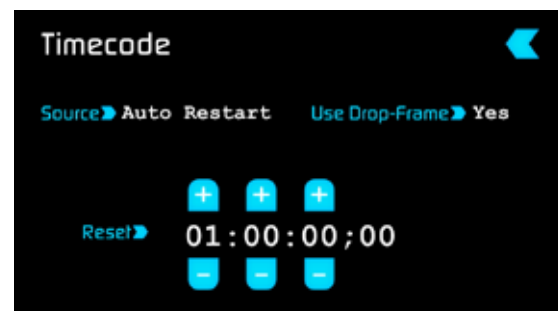 Timecode
Source Auto Restart Use Drop-Frame Yes
+ + +
Reset 01:00:00;00
- - -